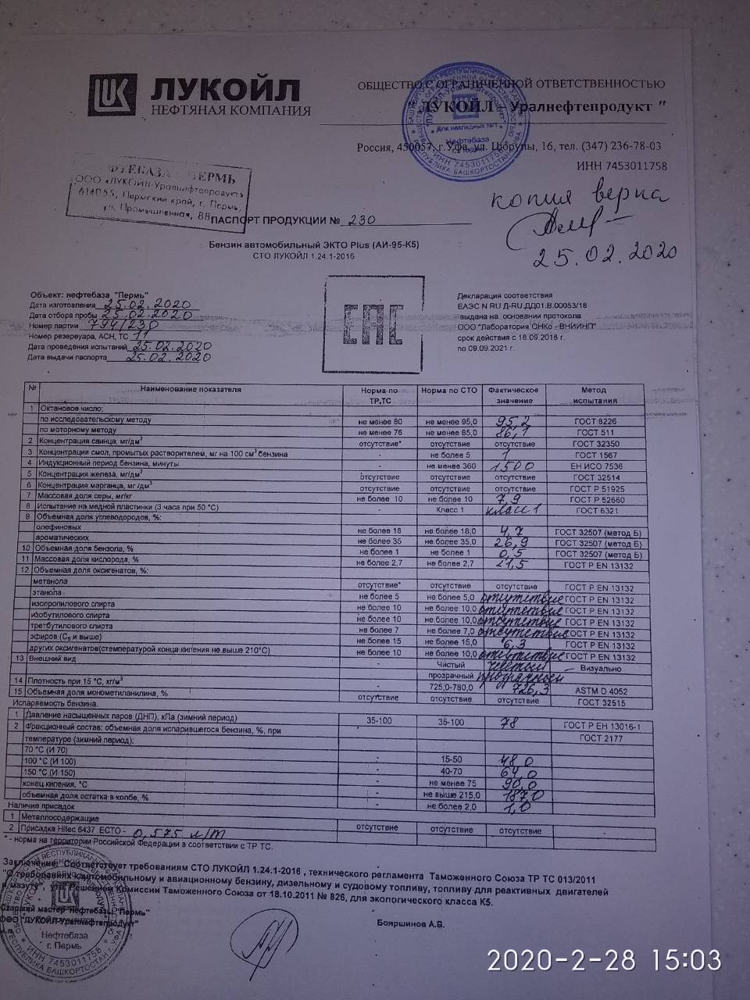 ЛУКОЙЛ
НЕФТЯНАЯ КОМПАНИЯ
ОБЩЕСТВО С ОГРАНИЧЕННОЙ ОТВЕТСТВЕННОСТЬЮ
"ЛУКОЙЛ - Уралнефтепродукт "
Россия, 450057, г.Уфа, ул. Цюрупы, 16, тел. (347) 236-78-03
ИНН 7453011758
Для накладных №1
Нефтебаза
г. Пермь
НЕФТЕБАЗА ПЕРМЬ
ООО «ЛУКОЙЛ-Уралнефтепродукт»
614055, Пермский край, г. Пермь,
ул. Промышленная, 88
копия верна
25.02.2020
ПАСПОРТ ПРОДУКЦИИ № 230
Бензин автомобильный ЭКТО Plus (АИ-95-К5)
СТО ЛУКОЙЛ 1.24.1-2016
Объект: нефтебаза "Пермь"
Дата изготовления 25.02.2020
Дата отбора пробы 25.02.2020
Номер партии 794/230
Номер резервуара, АСН, ТС 11
Дата проведения испытаний 25.02.2020
Дата выдачи паспорта 25.02.2020
ЕАС
Декларация соответствия
ЕАЭС N RU Д-RU.ДД01.В.00053/18
выдана на основании протокола
ООО "Лаборатория ОНКО - ВНИИНП"
срок действия с 18.09.2018 г.
по 09.09.2021 г.
№ Наименование показателя Норма по ТР.ТС Норма по СТО Фактическое значение Метод испытания
1 Октановое число:
по исследовательскому методу не менее 80 не менее 95,0 95,2 ГОСТ 8226
по моторному методу не менее 76 не менее 85,0 86,1 ГОСТ 511
2 Концентрация свинца, мг/дм³ отсутствие* отсутствие отсутствие ГОСТ 32350
3 Концентрация смол, промытых растворителем, мг на 100 см³ бензина - не более 5 1 ГОСТ 1567
4 Индукционный период бензина, минуты - не менее 360 1500 ЕН ИСО 7536
5 Концентрация железа, мг/дм³ отсутствие отсутствие отсутствие ГОСТ 32514
6 Концентрация марганца, мг /дм³ отсутствие отсутствие отсутствие ГОСТ Р 51925
7 Массовая доля серы, мг/кг не более 10 не более 10 7,9 ГОСТ Р 52660
8 Испытание на медной пластинки (3 часа при 50 °С) - Класс 1 класс 1 ГОСТ 6321
9 Объемная доля углеводородов, %:
олефиновых не более 18 не более 18,0 4,7 ГОСТ 32507 (метод Б)
ароматических не более 35 не более 35,0 26,9 ГОСТ 32507 (метод Б)
10 Объемная доля бензола, % не более 1 не более 1 0,5 ГОСТ 32507 (метод Б)
11 Массовая доля кислорода, % не более 2,7 не более 2,7 <1,5 ГОСТ Р EN 13132
12 Объемная доля оксигенатов, %:
метанола отсутствие* отсутствие отсутствие ГОСТ Р EN 13132
этанола не более 5 не более 5,0 отсутствие ГОСТ Р EN 13132
изопропилового спирта не более 10 не более 10,0 отсутствие ГОСТ Р EN 13132
изобутилового спирта не более 10 не более 10,0 отсутствие ГОСТ Р EN 13132
третбутилового спирта не более 7 не более 7,0 отсутствие ГОСТ Р EN 13132
эфиров (С₅ и выше) не более 15 не более 15,0 6,3 ГОСТ Р EN 13132
других оксигенатов(стемпературой конца кипения не выше 210°С) не более 10 не более 10,0 отсутствие ГОСТ Р EN 13132
13 Внешний вид - Чистый прозрачный чистый прозрачный Визуально
14 Плотность при 15 °С, кг/м³ - 725,0-780,0 726,3 ASTM D 4052
15 Объемная доля монометиланилина, % отсутствие отсутствие отсутствие ГОСТ 32515
Испаряемость бензина.
1 Давление насыщенных паров (ДНП), кПа (зимний период) 35-100 35-100 78 ГОСТ Р ЕН 13016-1
2 Фракционный состав: объемная доля испарившегося бензина, %, при ГОСТ 2177
температуре (зимний период):
70 °С (И 70) - 15-50 48,0
100 °С (И 100) - 40-70 64,0
150 °С (И 150) - не менее 75 90,0
конец кипения, °С - не выше 215,0 187,0
объемная доля остатка в колбе, % - не более 2,0 1,0
Наличие присадок
1 Металлосодержащие отсутствие отсутствие отсутствие -
2 Присадка Hitec 6437 ЕСТО - 0,575 л/т
* - норма на территории Российской Федерации в соответствии с ТР ТС.
Заключение: Соответствует требованиям СТО ЛУКОЙЛ 1.24.1-2016 , технического регламента Таможенного Союза ТР ТС 013/2011
"О требованиях к автомобильному и авиационному бензину, дизельному и судовому топливу, топливу для реактивных двигателей
и мазуту", утв. Решением Комиссии Таможенного Союза от 18.10.2011 № 826, для экологического класса К5.
Старший мастер нефтебазы "Пермь"
ООО "ЛУКОЙЛ-Уралнефтепродукт"
Бояршинов А.В.
Нефтебаза
г. Пермь
ИНН 7453011758
2020-2-28 15:03